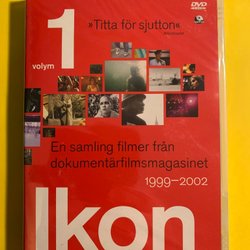 DVD
»Titta för sjutton«
volym
1
En samling filmer från
dokumentärfilmsmagasinet
1999–2002
Ikon